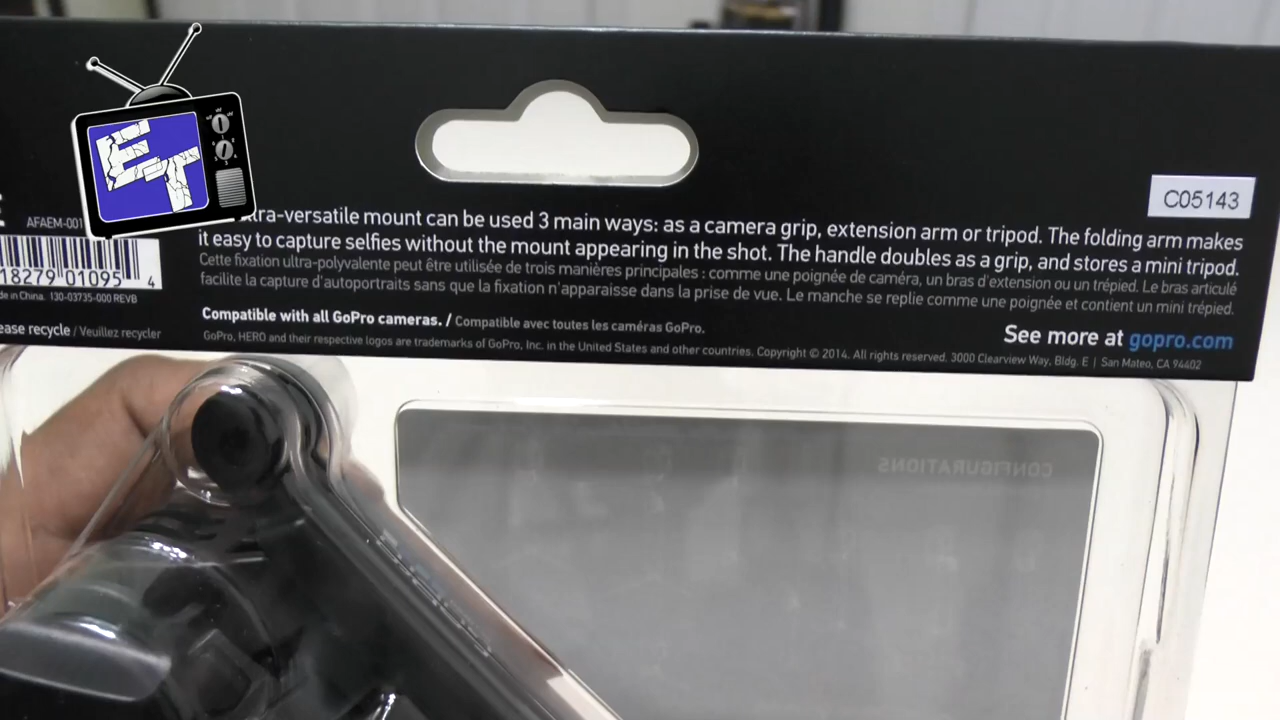 ET
C05143
AFAEM-001
tra-versatile mount can be used 3 main ways: as a camera grip, extension arm or tripod. The folding arm makes
it easy to capture selfies without the mount appearing in the shot. The handle doubles as a grip, and stores a mini tripod.
Cette fixation ultra-polyvalente peut être utilisée de trois manières principales : comme une poignée de caméra, un bras d'extension ou un trépied. Le bras articulé
facilite la capture d'autoportraits sans que la fixation n'apparaisse dans la prise de vue. Le manche se replie comme une poignée et contient un mini trépied.
18279 01095 4
de in China. 130-03735-000 REVB
ease recycle / Veuillez recycler
Compatible with all GoPro cameras. / Compatible avec toutes les caméras GoPro.
See more at gopro.com
GoPro, HERO and their respective logos are trademarks of GoPro, Inc. in the United States and other countries. Copyright © 2014. All rights reserved. 3000 Clearview Way, Bldg. E | San Mateo, CA 94402
CONFIGURATIONS